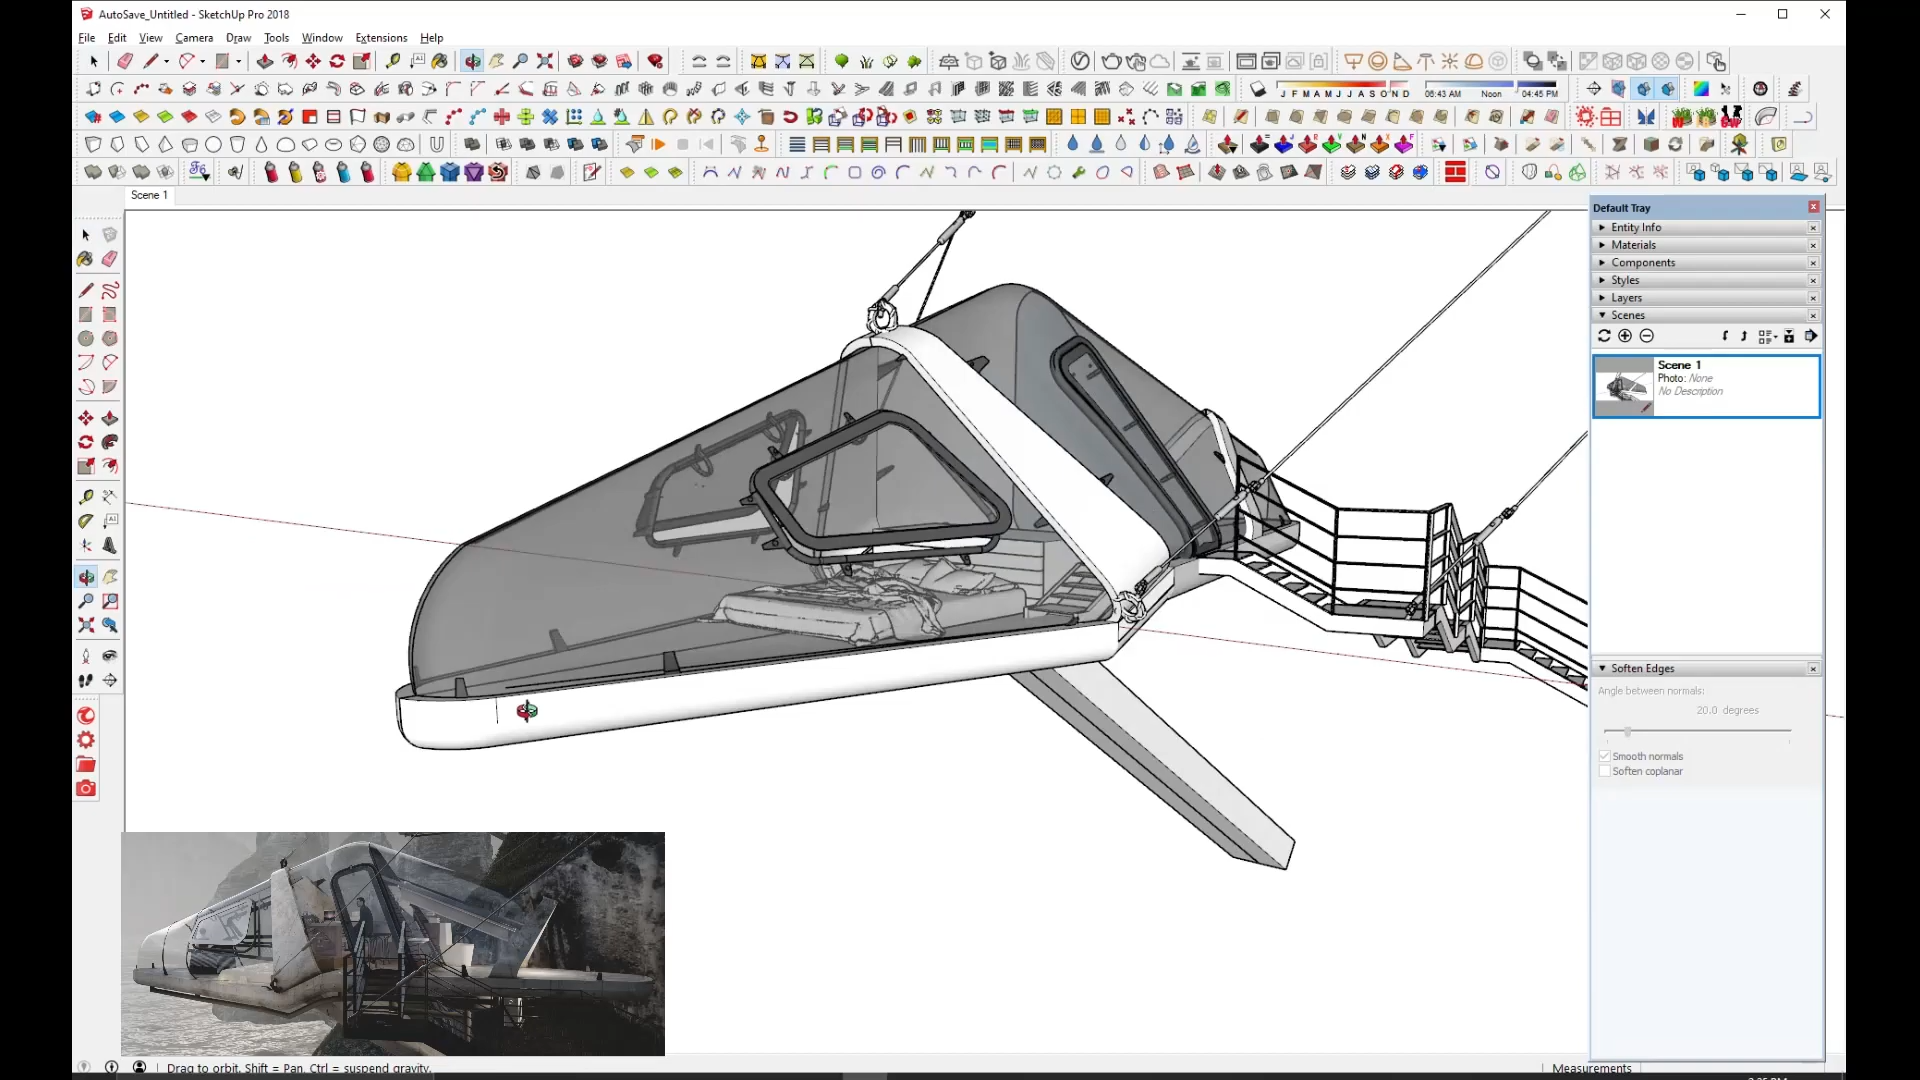 AutoSave_Untitled - SketchUp Pro 2018
File Edit View Camera Draw Tools Window Extensions Help
J F M A M J J A S O N D 06:43 AM Noon 04:45 PM
Scene 1
Default Tray
Entity Info
Materials
Components
Styles
Layers
Scenes
Scene 1
Photo: None
No Description
Soften Edges
Angle between normals:
20.0 degrees
Smooth normals
Soften coplanar
Drag to orbit. Shift = Pan, Ctrl = suspend gravity.
Measurements